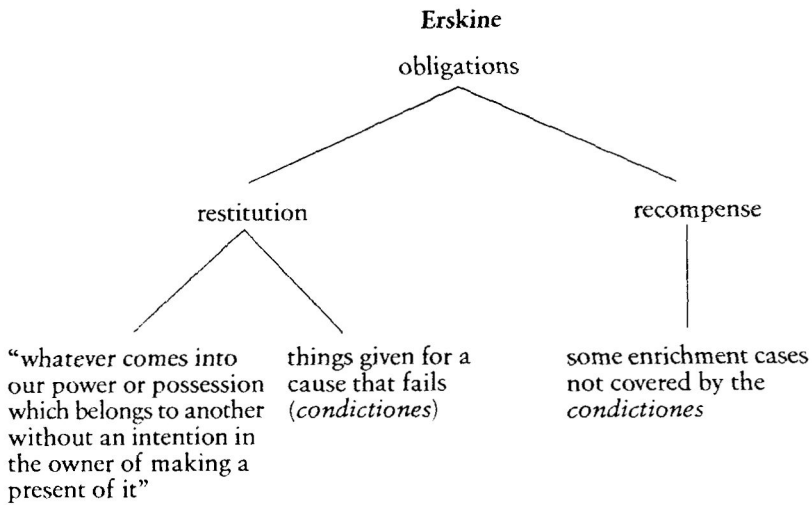 Erskine
obligations
restitution
recompense
“whatever comes into
our power or possession
which belongs to another
without an intention in
the owner of making a
present of it”
things given for a
cause that fails
(condictiones)
some enrichment cases
not covered by the
condictiones